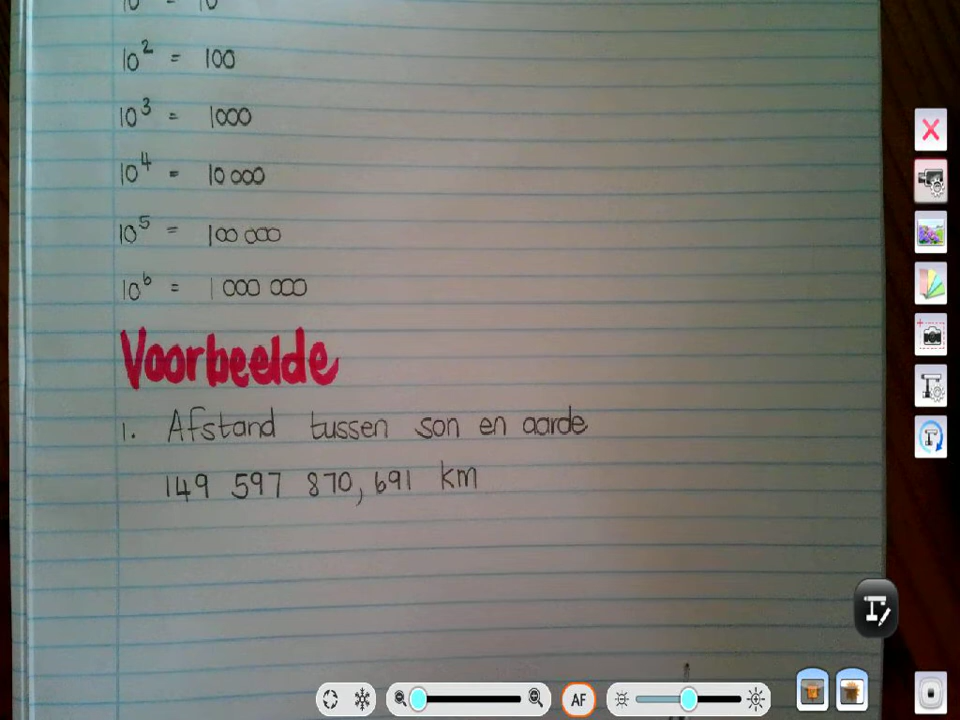 10² = 100
10³ = 1000
10⁴ = 10 000
10⁵ = 100 000
10⁶ = 1 000 000
Voorbeelde
1. Afstand tussen son en aarde
149 597 870,691 km
AF